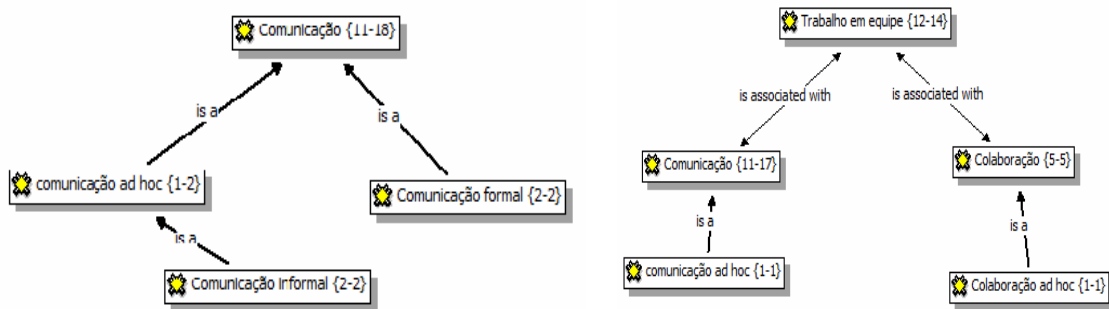 Comunicação {11-18}
is a
comunicação ad hoc {1-2}
Comunicação formal {2-2}
is a
Comunicação informal {2-2}
Trabalho em equipe {12-14}
is associated with
is associated with
Comunicação {11-17}
Colaboração {5-5}
is a
is a
comunicação ad hoc {1-1}
Colaboração ad hoc {1-1}